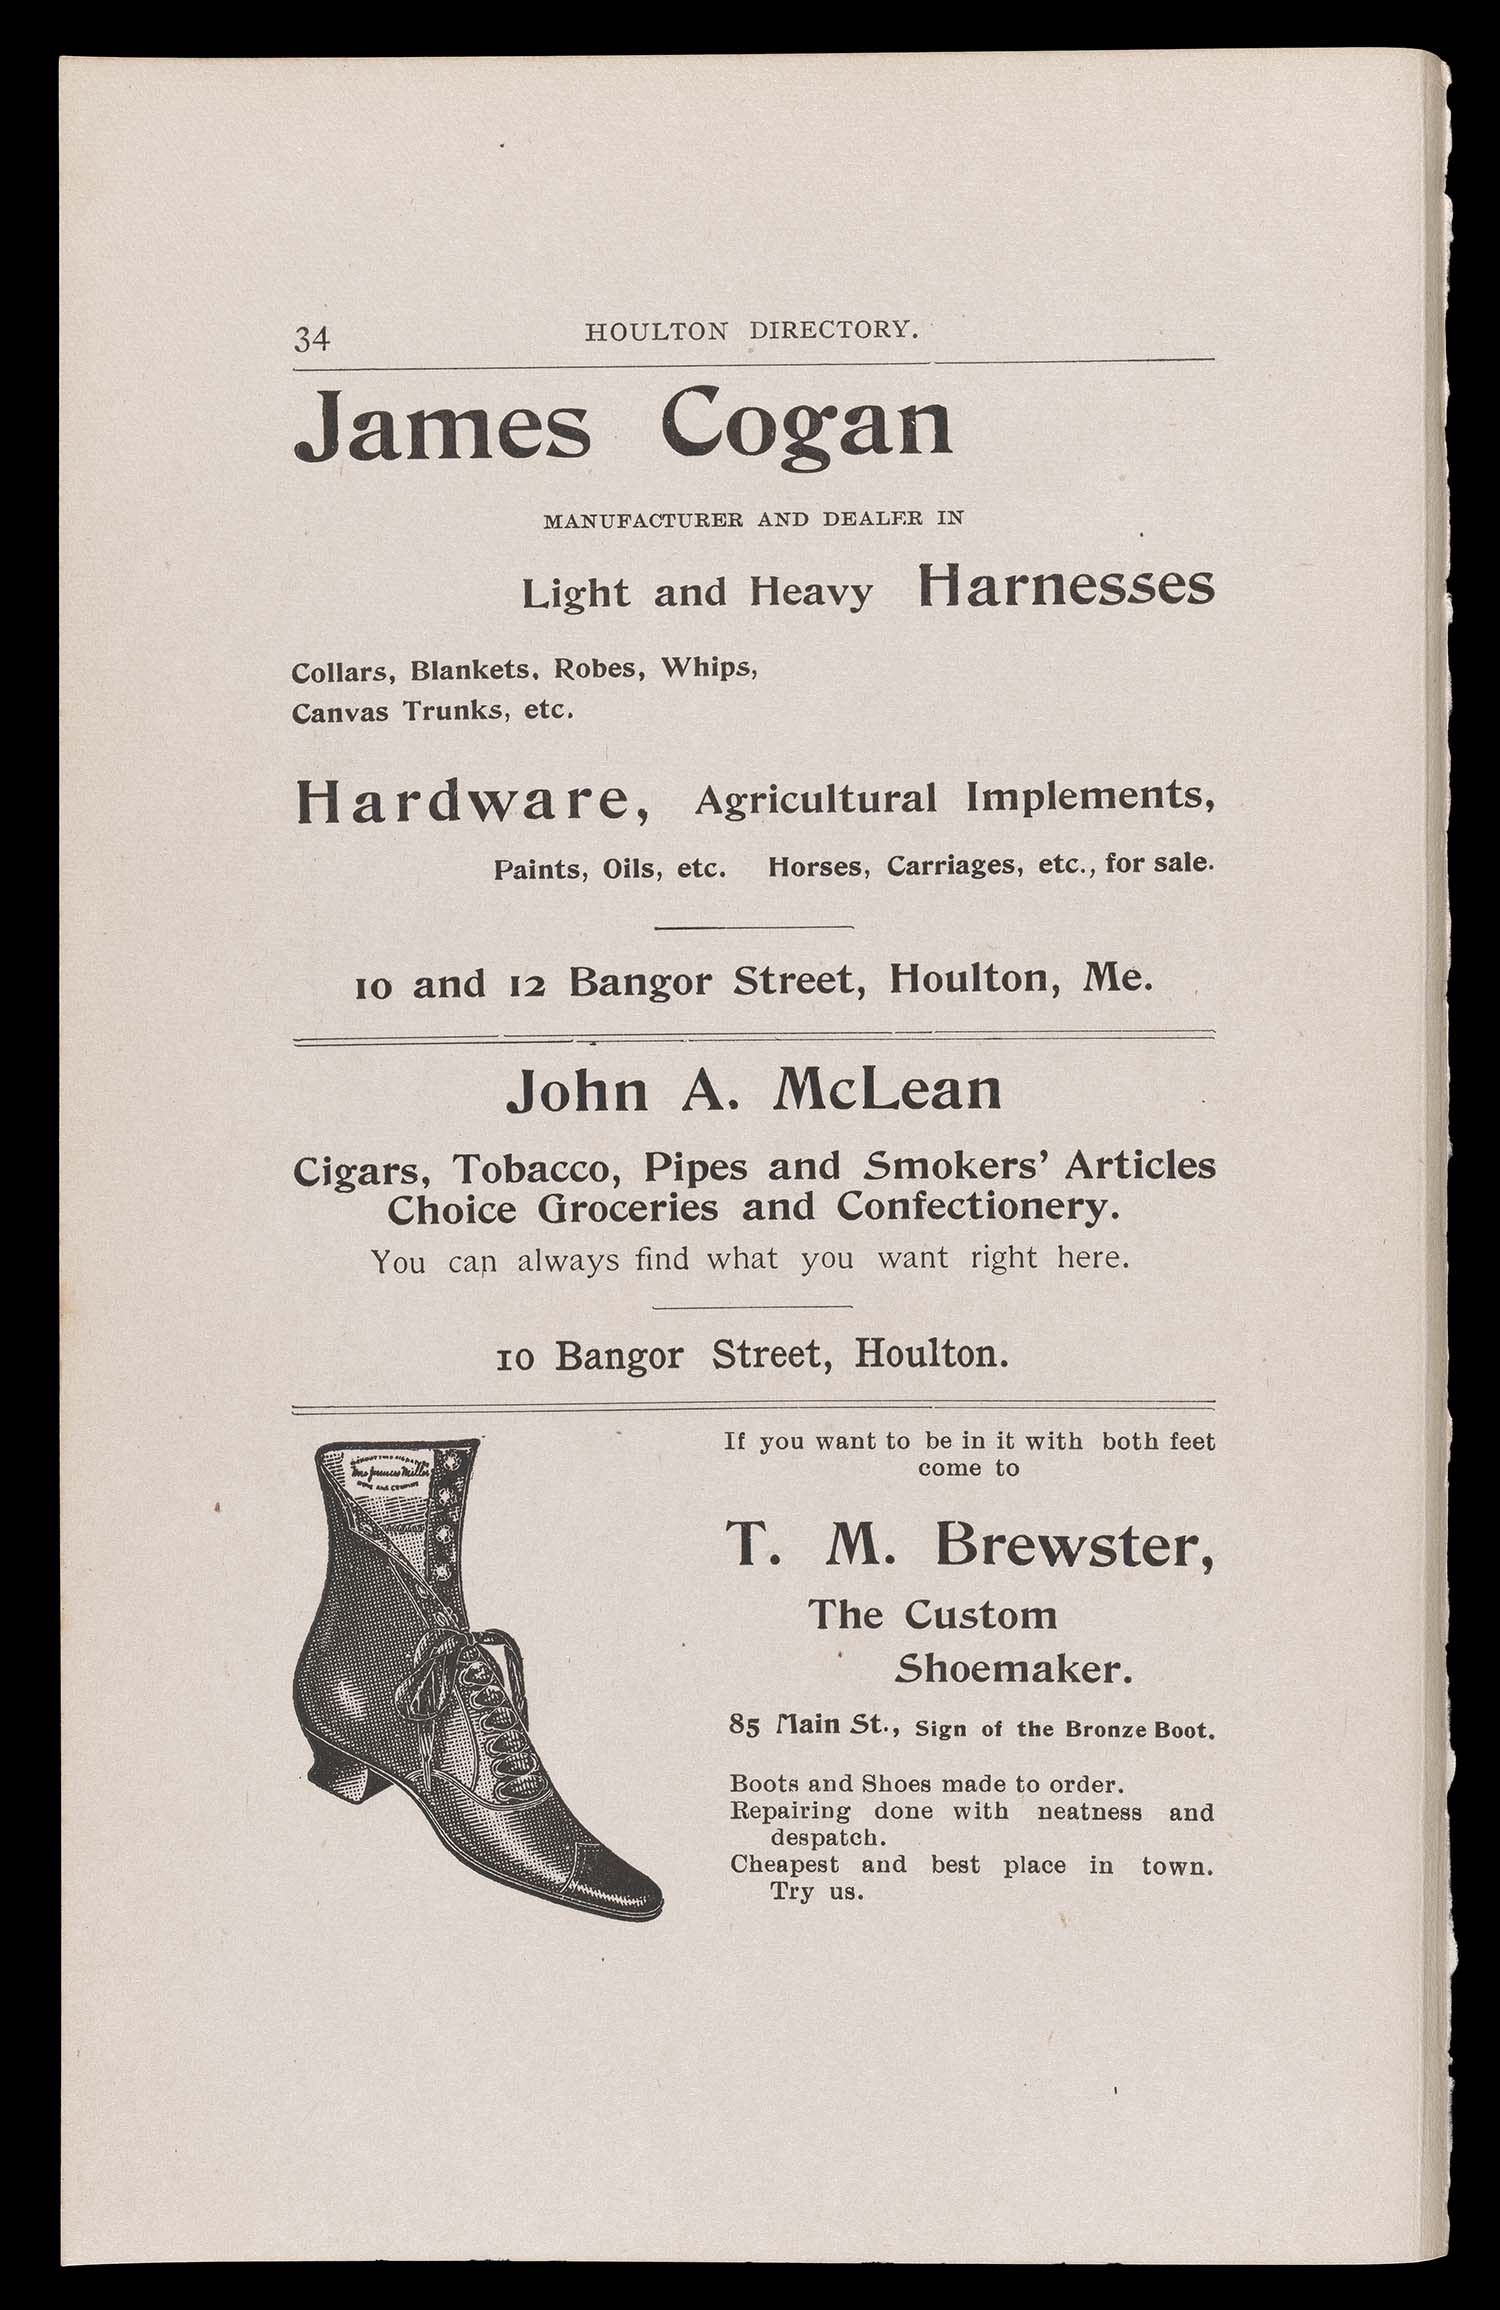 34 HOULTON DIRECTORY.
James Cogan
MANUFACTURER AND DEALER IN
Light and Heavy Harnesses
Collars, Blankets, Robes, Whips,
Canvas Trunks, etc.
Hardware, Agricultural Implements,
Paints, Oils, etc. Horses, Carriages, etc., for sale.
10 and 12 Bangor Street, Houlton, Me.
John A. McLean
Cigars, Tobacco, Pipes and Smokers' Articles
Choice Groceries and Confectionery.
You can always find what you want right here.
10 Bangor Street, Houlton.
If you want to be in it with both feet
come to
T. M. Brewster,
The Custom
Shoemaker.
85 Main St., Sign of the Bronze Boot.
Boots and Shoes made to order.
Repairing done with neatness and
despatch.
Cheapest and best place in town.
Try us.